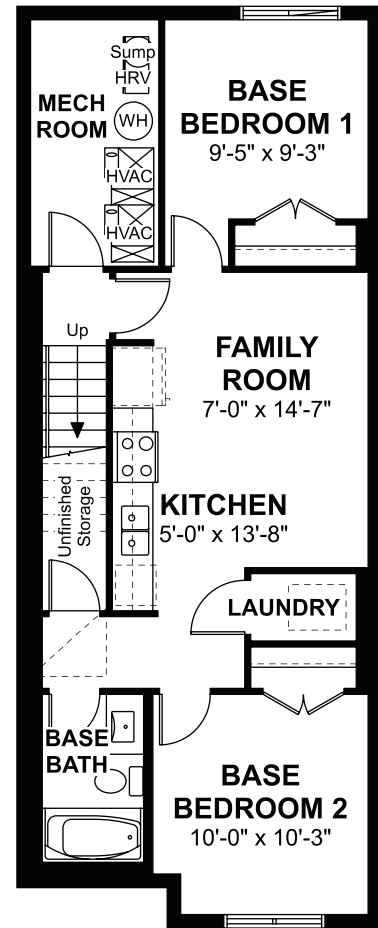 Sump
HRV
MECH
ROOM
WH
HVAC
HVAC
BASE
BEDROOM 1
9'-5" x 9'-3"
Up
FAMILY
ROOM
7'-0" x 14'-7"
KITCHEN
5'-0" x 13'-8"
Unfinished
Storage
LAUNDRY
BASE
BATH
BASE
BEDROOM 2
10'-0" x 10'-3"